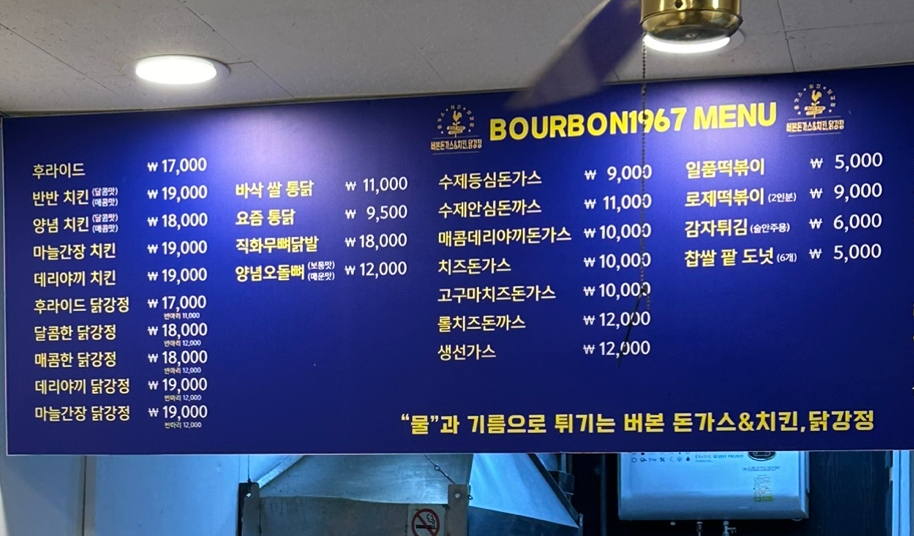 BOURBON1967 MENU
버본돈가스&치킨,닭강정
버본돈가스&치킨,닭강정
후라이드 ₩ 17,000
반반 치킨 (달콤맛) (매콤맛) ₩ 19,000
양념 치킨 (달콤맛) (매콤맛) ₩ 18,000
마늘간장 치킨 ₩ 19,000
데리야끼 치킨 ₩ 19,000
후라이드 닭강정 ₩ 17,000
반마리 11,000
달콤한 닭강정 ₩ 18,000
반마리 12,000
매콤한 닭강정 ₩ 18,000
반마리 12,000
데리야끼 닭강정 ₩ 19,000
반마리 12,000
마늘간장 닭강정 ₩ 19,000
반마리 12,000
바삭 쌀 통닭 ₩ 11,000
요즘 통닭 ₩ 9,500
직화무뼈닭발 ₩ 18,000
양념오돌뼈 (보통맛) (매운맛) ₩ 12,000
수제등심돈가스 ₩ 9,000
수제안심돈까스 ₩ 11,000
매콤데리야끼돈가스 ₩ 10,000
치즈돈가스 ₩ 10,000
고구마치즈돈가스 ₩ 10,000
롤치즈돈까스 ₩ 12,000
생선가스 ₩ 12,000
일품떡볶이 ₩ 5,000
로제떡볶이 (2인분) ₩ 9,000
감자튀김 (술안주용) ₩ 6,000
찹쌀 팥 도넛 (6개) ₩ 5,000
“물”과 기름으로 튀기는 버본 돈가스&치킨,닭강정